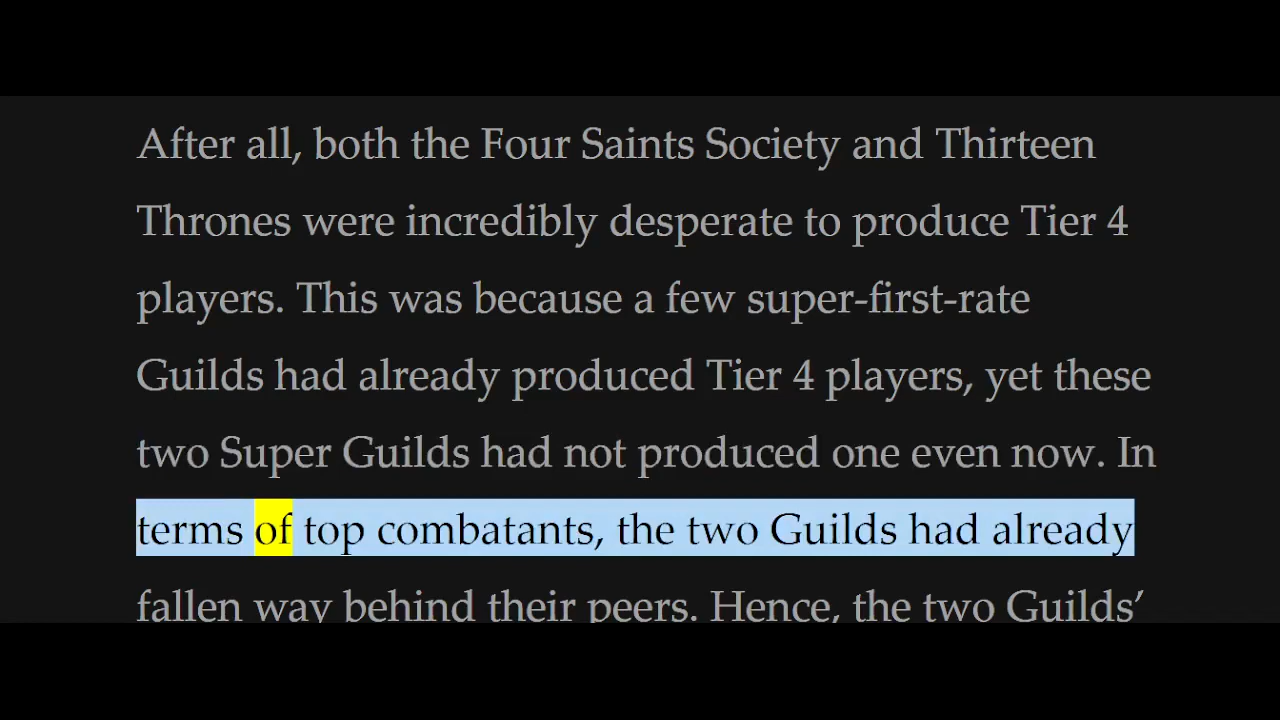 After all, both the Four Saints Society and Thirteen
Thrones were incredibly desperate to produce Tier 4
players. This was because a few super-first-rate
Guilds had already produced Tier 4 players, yet these
two Super Guilds had not produced one even now. In
terms of top combatants, the two Guilds had already
fallen way behind their peers. Hence, the two Guilds’